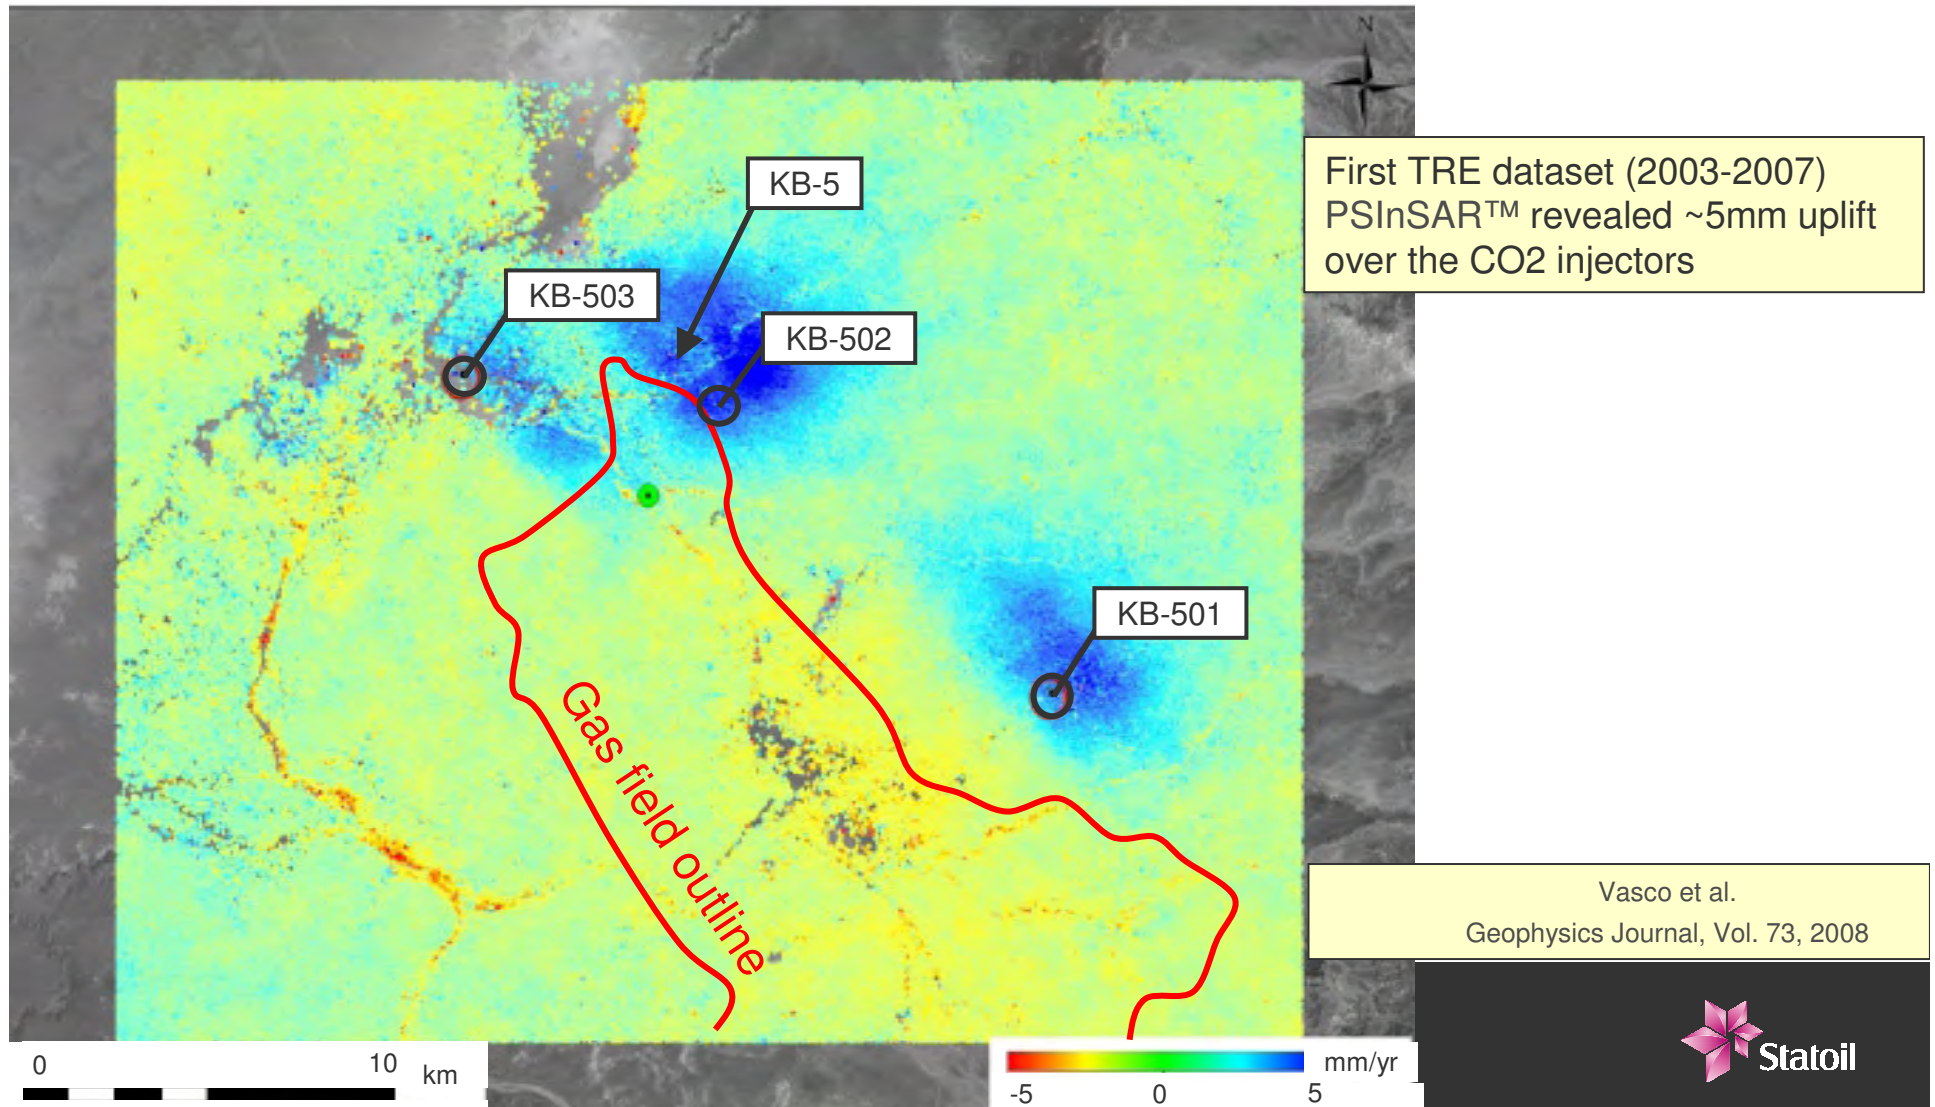 N
First TRE dataset (2003-2007)
PSInSAR™ revealed ~5mm uplift
over the CO2 injectors
KB-5
KB-503
KB-502
KB-501
Gas field outline
Vasco et al.
Geophysics Journal, Vol. 73, 2008
0 10 km
mm/yr
-5 0 5
Statoil